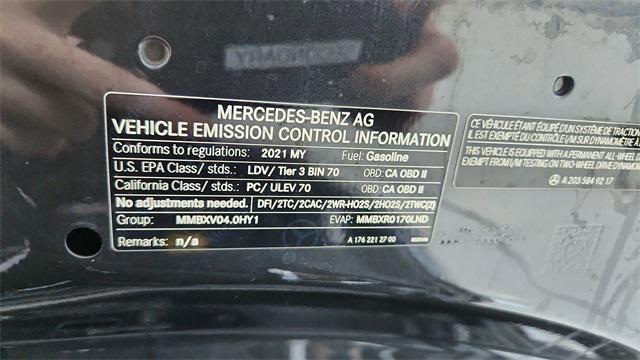 MERCEDES-BENZ AG
VEHICLE EMISSION CONTROL INFORMATION
Conforms to regulations: 2021 MY Fuel: Gasoline
U.S. EPA Class/ stds.: LDV/ Tier 3 BIN 70 OBD: CA OBD II
California Class/ stds.: PC/ ULEV 70 OBD: CA OBD II
No adjustments needed. DFI/2TC/2CAC/2WR-HO2S/2HO2S/2TWC(2)
Group: MMBXV04.0HY1 EVAP: MMBXR0170LND
Remarks: n/a A 176 221 27 00
CE VÉHICULE ÉTANT ÉQUIPÉ D'UN SYSTÈME DE TRACTION
IL EST EXEMPTÉ DU CONTRÔLE I/M SUR DYNAMOMÈTRE À
THIS VEHICLE IS EQUIPPED WITH A PERMANENT ALL-WHEEL
EXEMPT FROM I/M TESTING ON TWO-WHEEL DRIVE DYNAMOM
A 203 584 92 17